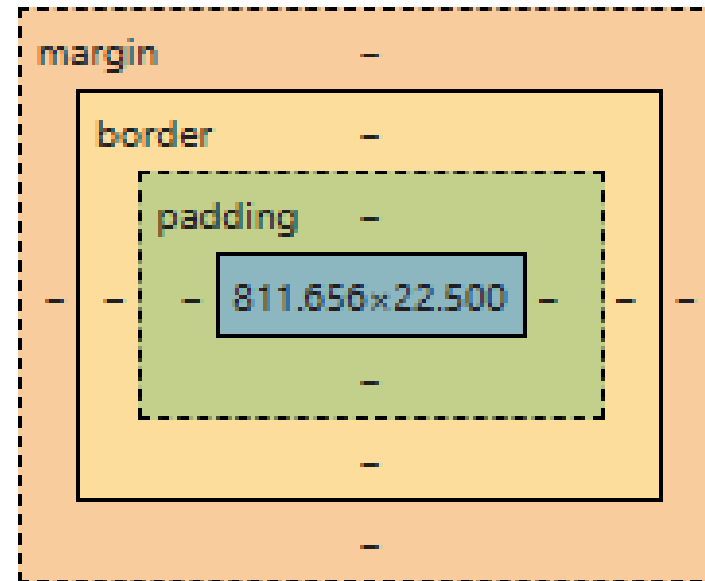 margin –
border –
padding –
– – – 811.656×22.500 – – –
–
–
–